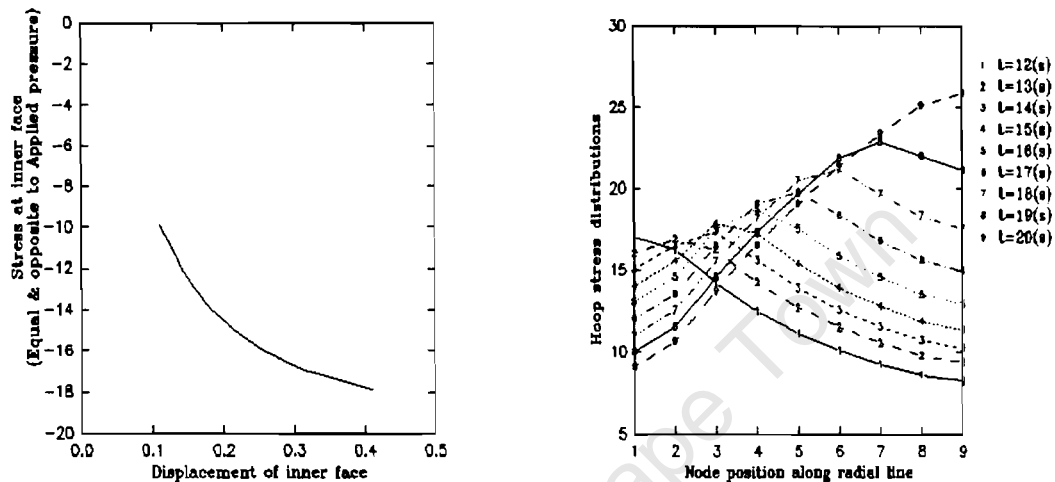 Stress at inner face
(Equal & opposite to Applied pressure)
0
-2
-4
-6
-8
-10
-12
-14
-16
-18
-20
0.0 0.1 0.2 0.3 0.4 0.5
Displacement of inner face
Hoop stress distributions
30
25
20
15
10
5
1 2 3 4 5 6 7 8 9
Node position along radial line
1 t=12(s)
2 t=13(s)
3 t=14(s)
4 t=15(s)
5 t=16(s)
6 t=17(s)
7 t=18(s)
8 t=19(s)
9 t=20(s)
ape Town